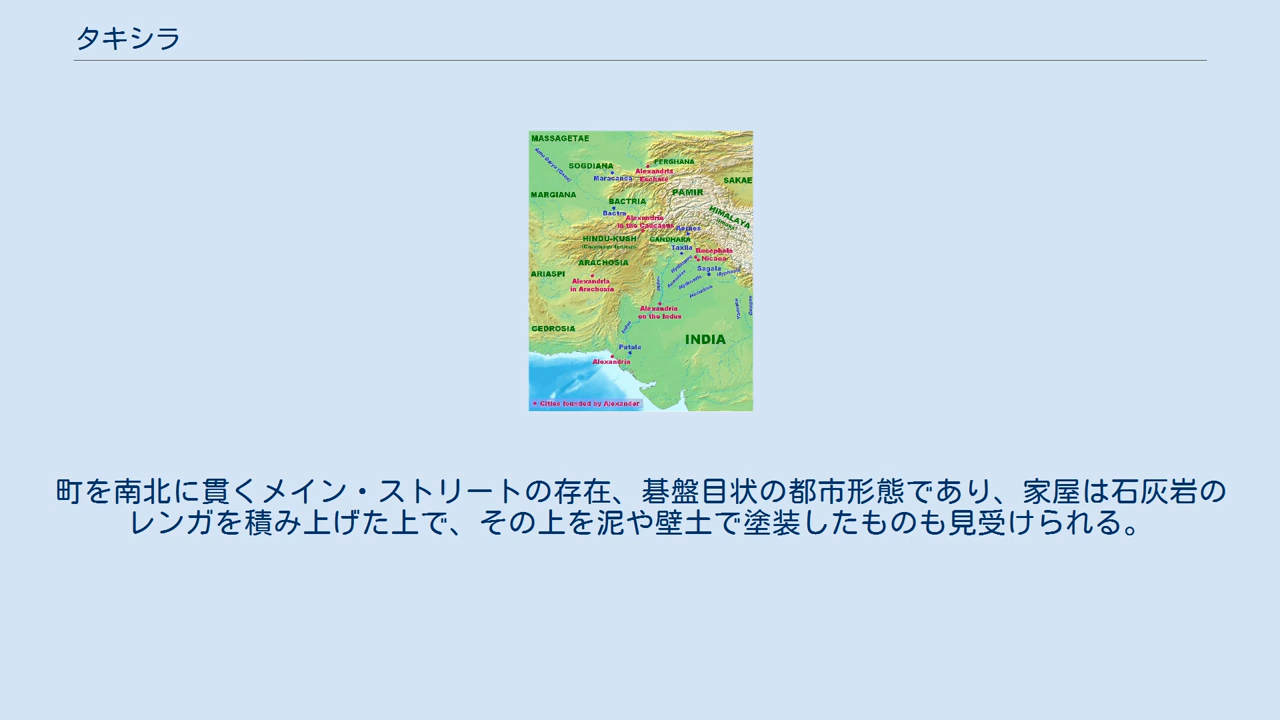 タキシラ
MASSAGETAE
SOGDIANA
FERGHANA
Maracanda
Alexandria
Eschate
SAKAE
MARGIANA
PAMIR
BACTRIA
Bactra
Alexandria
in the Caucasus
HIMALAYA
Aornos
HINDU-KUSH
GANDHARA
Taxila
Bucephala
Nicaea
ARACHOSIA
Sagala
ARIASPI
Alexandria
in Arachosia
Alexandria
on the Indus
GEDROSIA
INDIA
Indus
Patala
Alexandria
Cities founded by Alexander
町を南北に貫くメイン・ストリートの存在、碁盤目状の都市形態であり、家屋は石灰岩の
レンガを積み上げた上で、その上を泥や壁土で塗装したものも見受けられる。